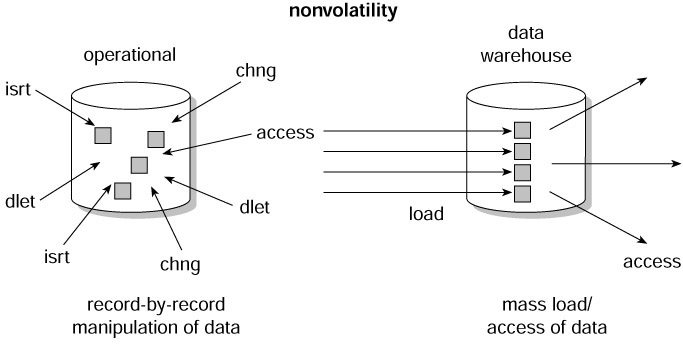 nonvolatility
operational
data
warehouse
isrt
chng
access
dlet
dlet
isrt
chng
load
access
record-by-record
manipulation of data
mass load/
access of data